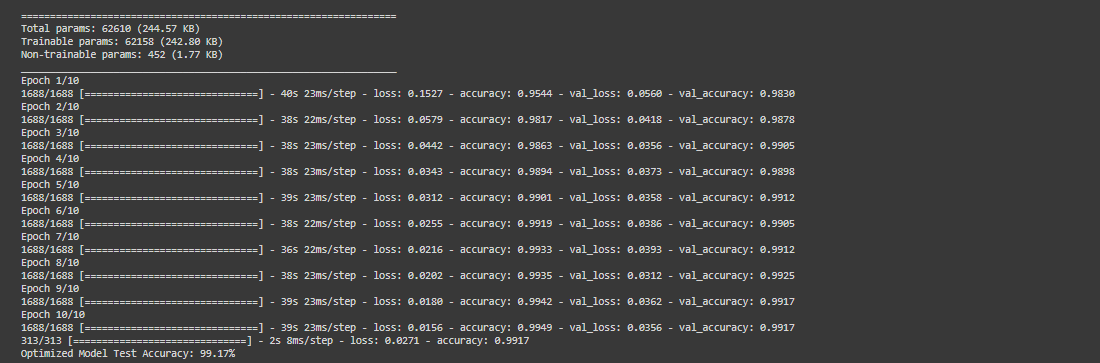 =================================================================
Total params: 62610 (244.57 KB)
Trainable params: 62158 (242.80 KB)
Non-trainable params: 452 (1.77 KB)
_________________________________________________________________
Epoch 1/10
1688/1688 [==============================] - 40s 23ms/step - loss: 0.1527 - accuracy: 0.9544 - val_loss: 0.0560 - val_accuracy: 0.9830
Epoch 2/10
1688/1688 [==============================] - 38s 22ms/step - loss: 0.0579 - accuracy: 0.9817 - val_loss: 0.0418 - val_accuracy: 0.9878
Epoch 3/10
1688/1688 [==============================] - 38s 23ms/step - loss: 0.0442 - accuracy: 0.9863 - val_loss: 0.0356 - val_accuracy: 0.9905
Epoch 4/10
1688/1688 [==============================] - 38s 23ms/step - loss: 0.0343 - accuracy: 0.9894 - val_loss: 0.0373 - val_accuracy: 0.9898
Epoch 5/10
1688/1688 [==============================] - 39s 23ms/step - loss: 0.0312 - accuracy: 0.9901 - val_loss: 0.0358 - val_accuracy: 0.9912
Epoch 6/10
1688/1688 [==============================] - 38s 22ms/step - loss: 0.0255 - accuracy: 0.9919 - val_loss: 0.0386 - val_accuracy: 0.9905
Epoch 7/10
1688/1688 [==============================] - 36s 22ms/step - loss: 0.0216 - accuracy: 0.9933 - val_loss: 0.0393 - val_accuracy: 0.9912
Epoch 8/10
1688/1688 [==============================] - 38s 23ms/step - loss: 0.0202 - accuracy: 0.9935 - val_loss: 0.0312 - val_accuracy: 0.9925
Epoch 9/10
1688/1688 [==============================] - 39s 23ms/step - loss: 0.0180 - accuracy: 0.9942 - val_loss: 0.0362 - val_accuracy: 0.9917
Epoch 10/10
1688/1688 [==============================] - 39s 23ms/step - loss: 0.0156 - accuracy: 0.9949 - val_loss: 0.0356 - val_accuracy: 0.9917
313/313 [==============================] - 2s 8ms/step - loss: 0.0271 - accuracy: 0.9917
Optimized Model Test Accuracy: 99.17%